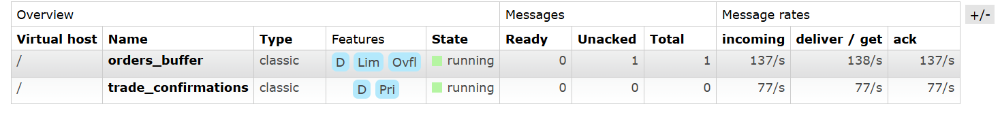 Overview Messages Message rates +/-
Virtual host Name Type Features State Ready Unacked Total incoming deliver / get ack
/ orders_buffer classic D Lim Ovfl running 0 1 1 137/s 138/s 137/s
/ trade_confirmations classic D Pri running 0 0 0 77/s 77/s 77/s